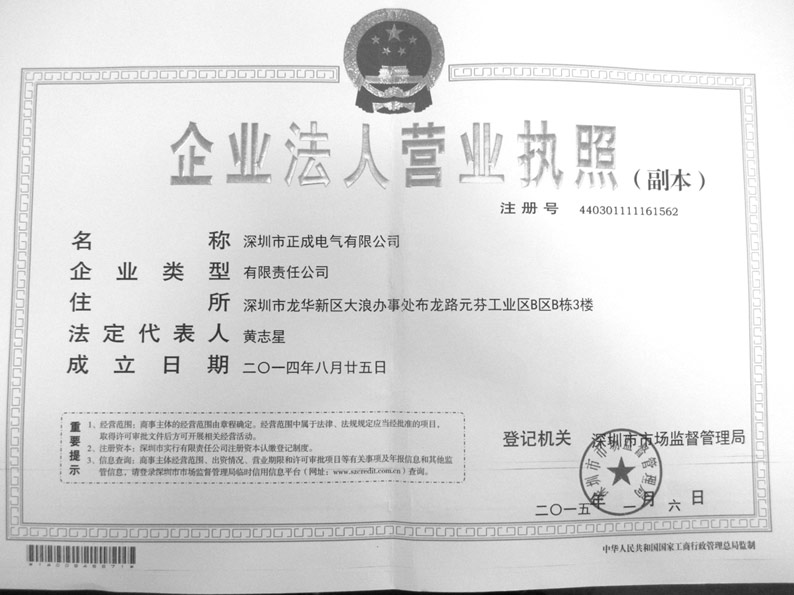 企业法人营业执照（副本）
注册号 440301111161562
名称 深圳市正成电气有限公司
企业类型 有限责任公司
住所 深圳市龙华新区大浪办事处布龙路元芬工业区B区B栋3楼
法定代表人 黄志星
成立日期 二〇一四年八月廿五日
重要提示
1、经营范围：商事主体的经营范围由章程确定。经营范围中属于法律、法规规定应当经批准的项目，
取得许可审批文件后方可开展相关经营活动。
2、注册资本：深圳市实行有限责任公司注册资本认缴登记制度。
3、信息查询：商事主体经营范围、出资情况、营业期限和许可审批项目等有关事项及年报信息和其他监
管信息，请登录深圳市市场监督管理局临时信用信息平台（网址：www.szcredit.com.cn）查询。
登记机关 深圳市市场监督管理局
深圳市市场监督管理局
二〇一五年一月六日
中华人民共和国国家工商行政管理总局监制